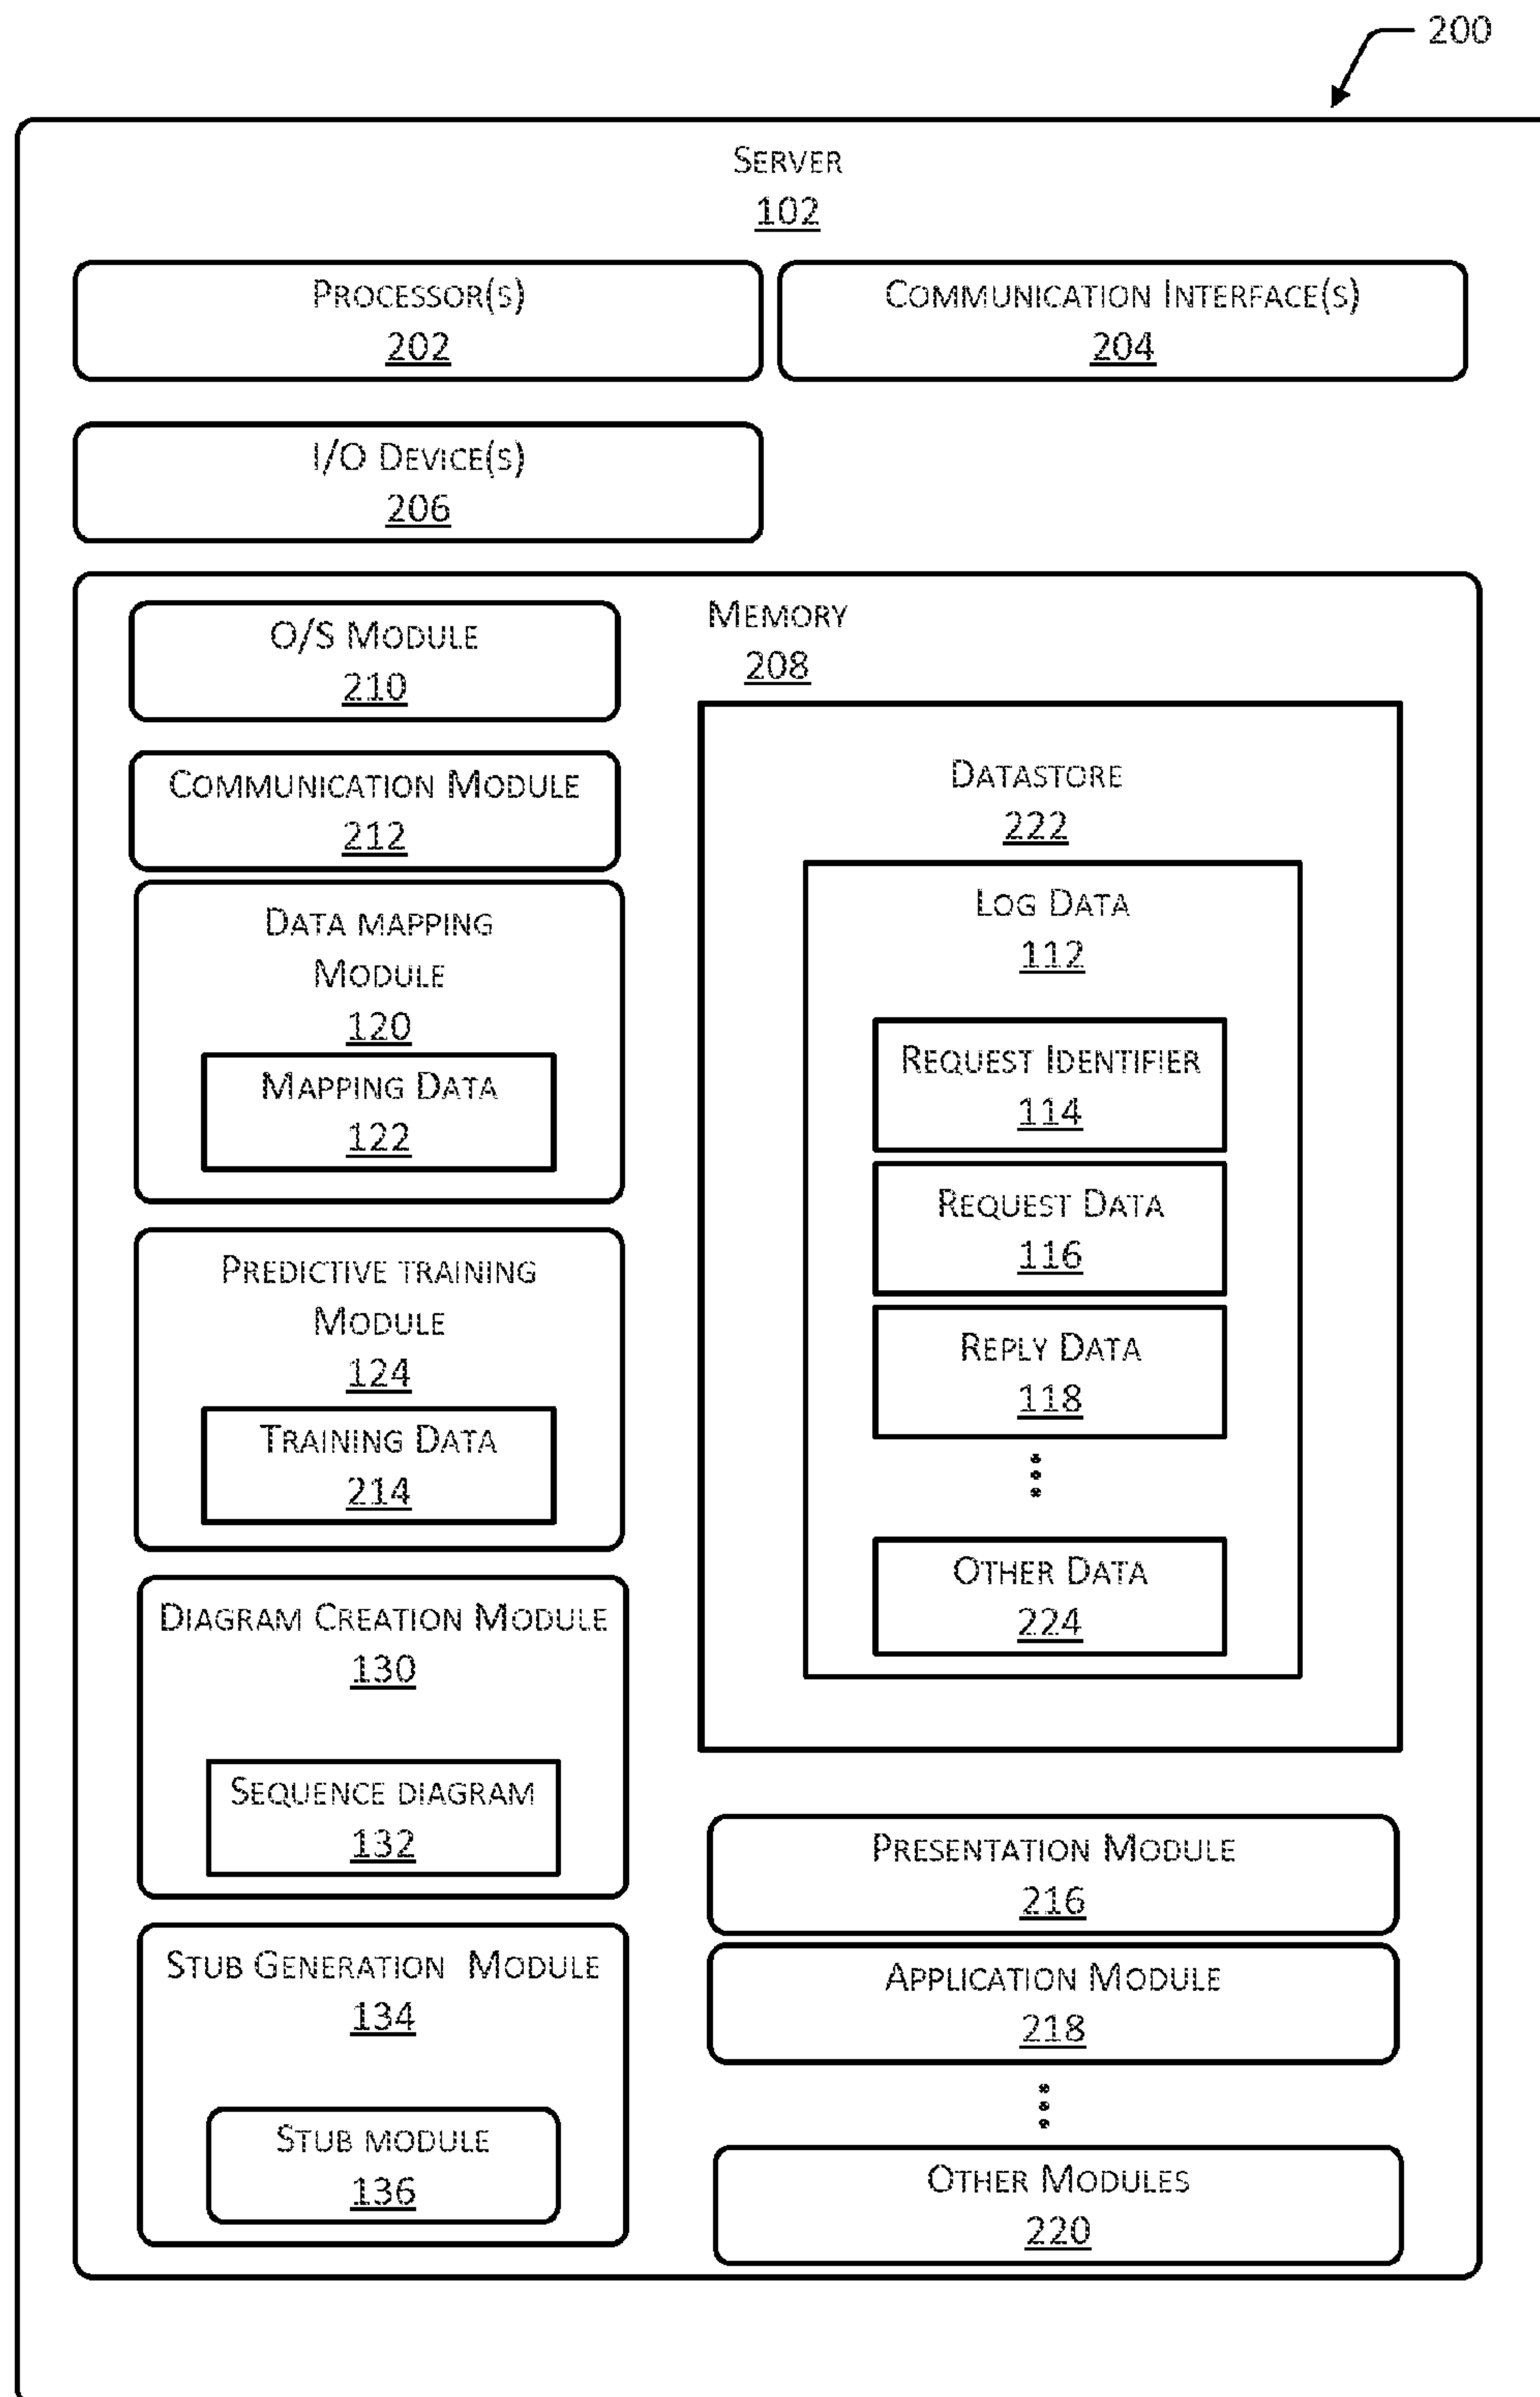 200
Server
102
Processor(s)
202
Communication Interface(s)
204
I/O Device(s)
206
Memory
208
O/S Module
210
Communication Module
212
Data mapping
Module
120
Mapping Data
122
Predictive training
Module
124
Training Data
214
Diagram Creation Module
130
Sequence diagram
132
Stub Generation Module
134
Stub module
136
Datastore
222
Log Data
112
Request Identifier
114
Request Data
116
Reply Data
118
Other Data
224
Presentation Module
216
Application Module
218
Other Modules
220